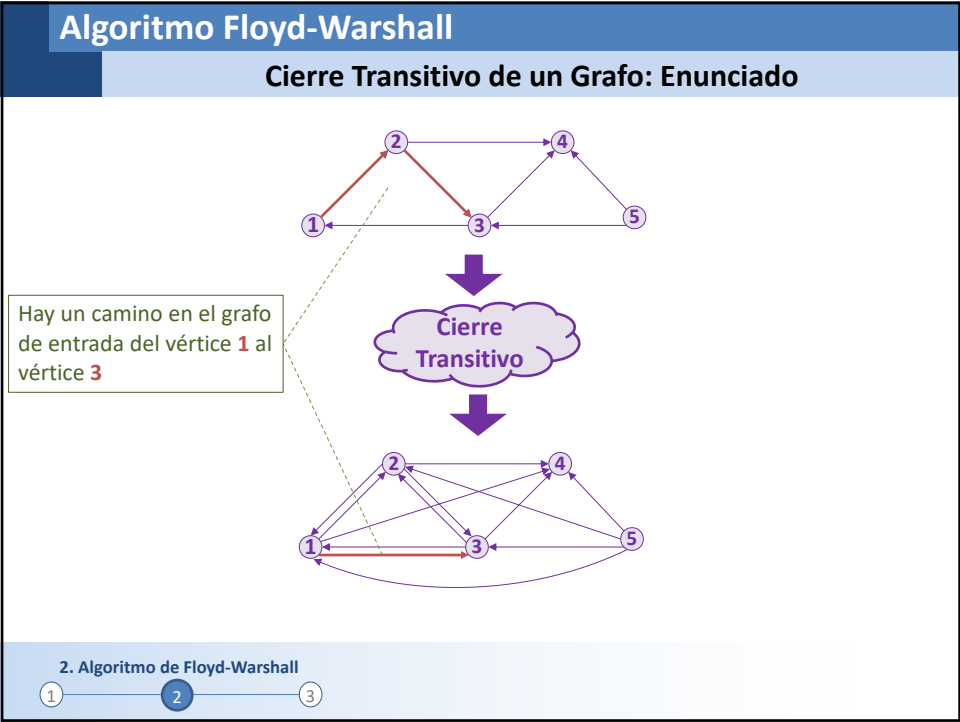 Algoritmo Floyd-Warshall
Cierre Transitivo de un Grafo: Enunciado
2
4
1
3
5
Hay un camino en el grafo
de entrada del vértice 1 al
vértice 3
Cierre
Transitivo
2
4
1
3
5
2. Algoritmo de Floyd-Warshall
1
2
3